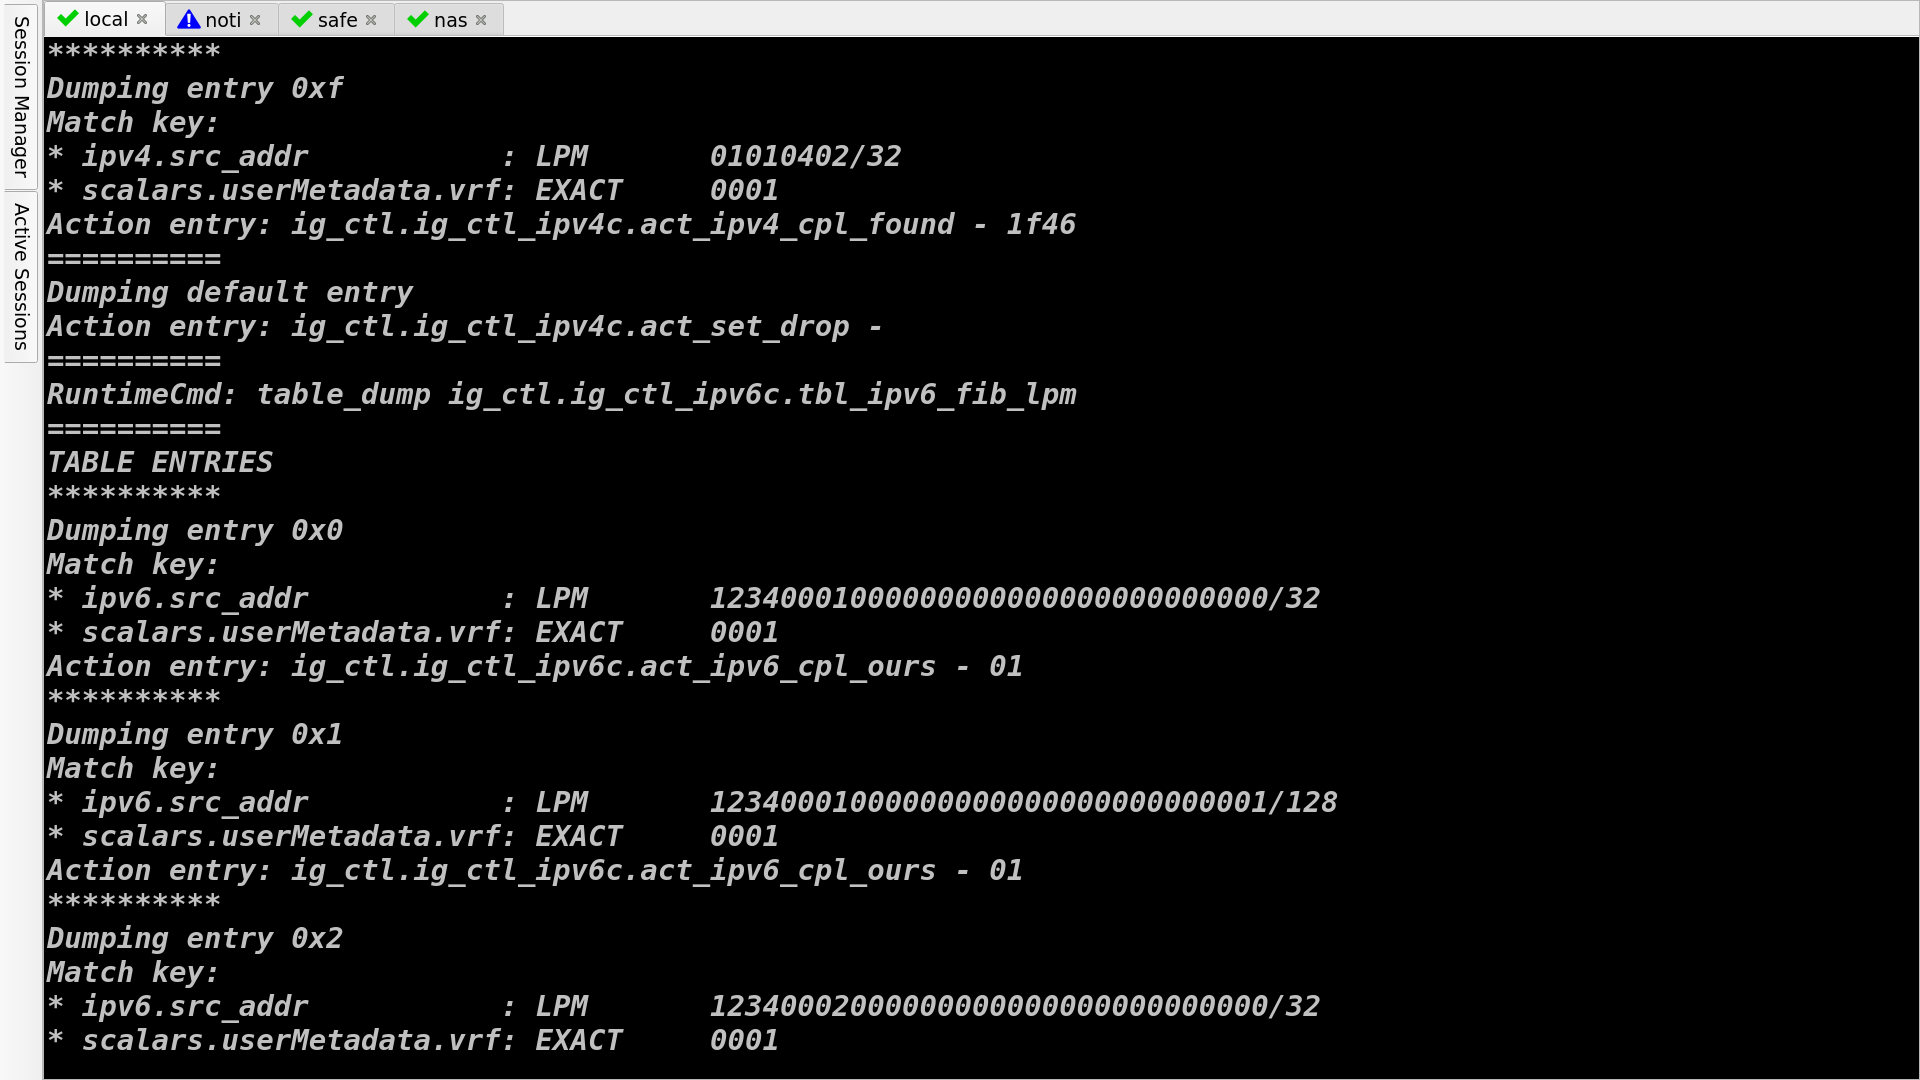 local
noti
safe
nas
Session Manager
Active Sessions
**********
Dumping entry 0xf
Match key:
* ipv4.src_addr           : LPM       01010402/32
* scalars.userMetadata.vrf: EXACT     0001
Action entry: ig_ctl.ig_ctl_ipv4c.act_ipv4_cpl_found - 1f46
==========
Dumping default entry
Action entry: ig_ctl.ig_ctl_ipv4c.act_set_drop -
==========
RuntimeCmd: table_dump ig_ctl.ig_ctl_ipv6c.tbl_ipv6_fib_lpm
==========
TABLE ENTRIES
**********
Dumping entry 0x0
Match key:
* ipv6.src_addr           : LPM       12340001000000000000000000000000/32
* scalars.userMetadata.vrf: EXACT     0001
Action entry: ig_ctl.ig_ctl_ipv6c.act_ipv6_cpl_ours - 01
**********
Dumping entry 0x1
Match key:
* ipv6.src_addr           : LPM       12340001000000000000000000000001/128
* scalars.userMetadata.vrf: EXACT     0001
Action entry: ig_ctl.ig_ctl_ipv6c.act_ipv6_cpl_ours - 01
**********
Dumping entry 0x2
Match key:
* ipv6.src_addr           : LPM       12340002000000000000000000000000/32
* scalars.userMetadata.vrf: EXACT     0001